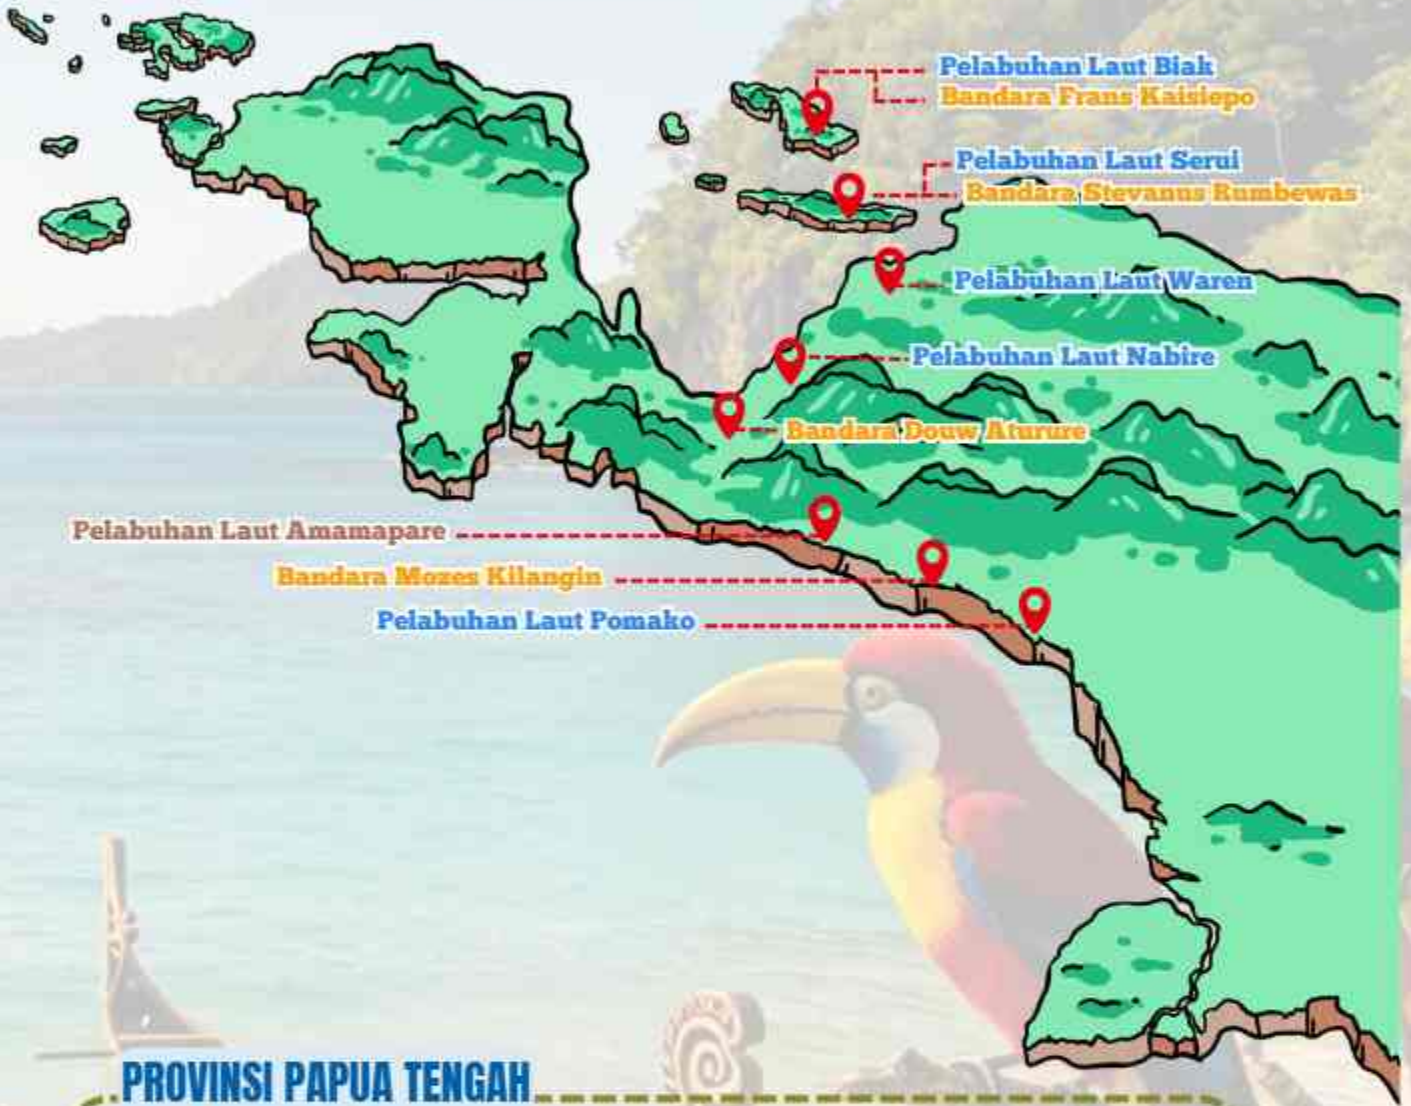 Pelabuhan Laut Biak
Bandara Frans Kaisiepo
Pelabuhan Laut Serui
Bandara Stevanus Rumbewas
Pelabuhan Laut Waren
Pelabuhan Laut Nabire
Bandara Douw Aturure
Pelabuhan Laut Amamapare
Bandara Mozes Kilangin
Pelabuhan Laut Pomako
PROVINSI PAPUA TENGAH